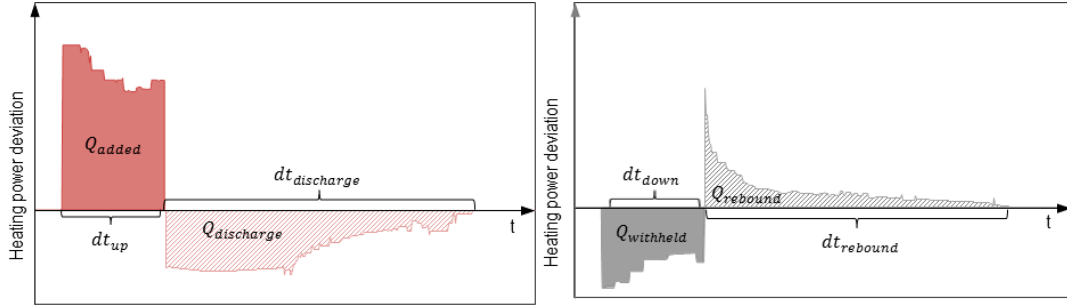 Heating power deviation
Q_added
dt_discharge
t
dt_up
Q_discharge
Heating power deviation
dt_down
Q_rebound
t
Q_withheld
dt_rebound